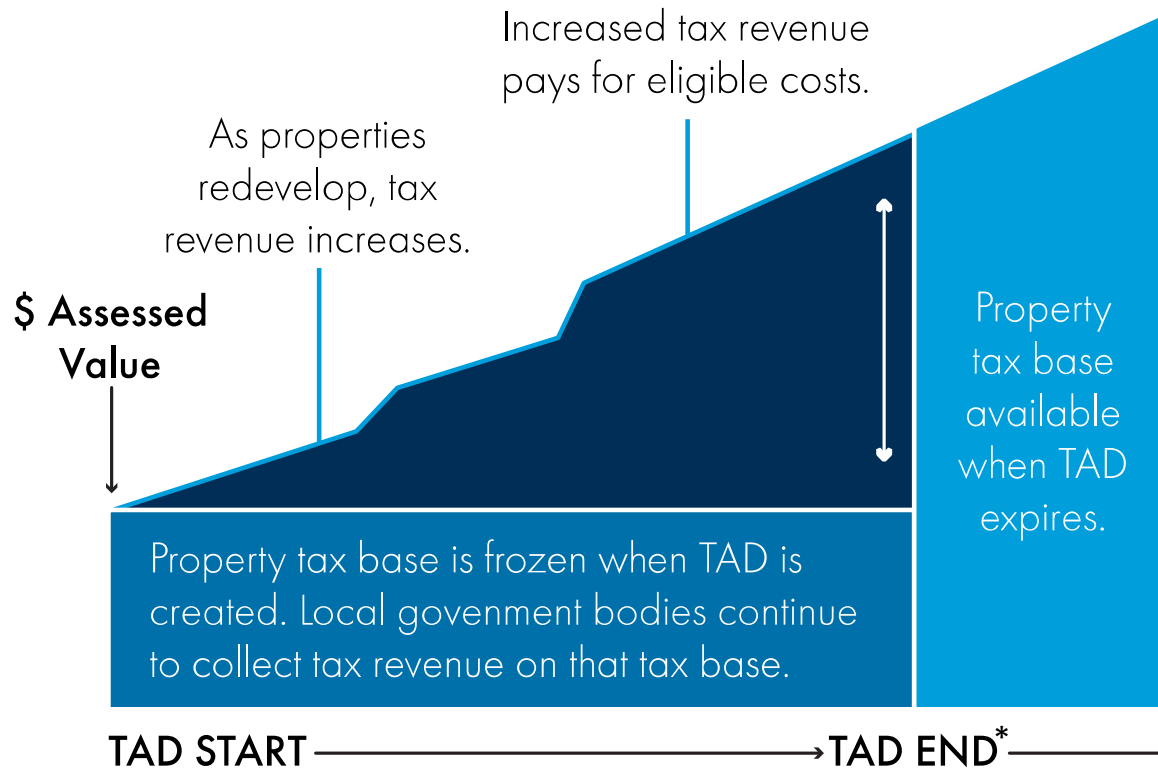 Increased tax revenue
pays for eligible costs.
As properties
redevelop, tax
revenue increases.
$ Assessed
Value
Property
tax base
available
when TAD
expires.
Property tax base is frozen when TAD is
created. Local govenment bodies continue
to collect tax revenue on that tax base.
TAD START
TAD END*